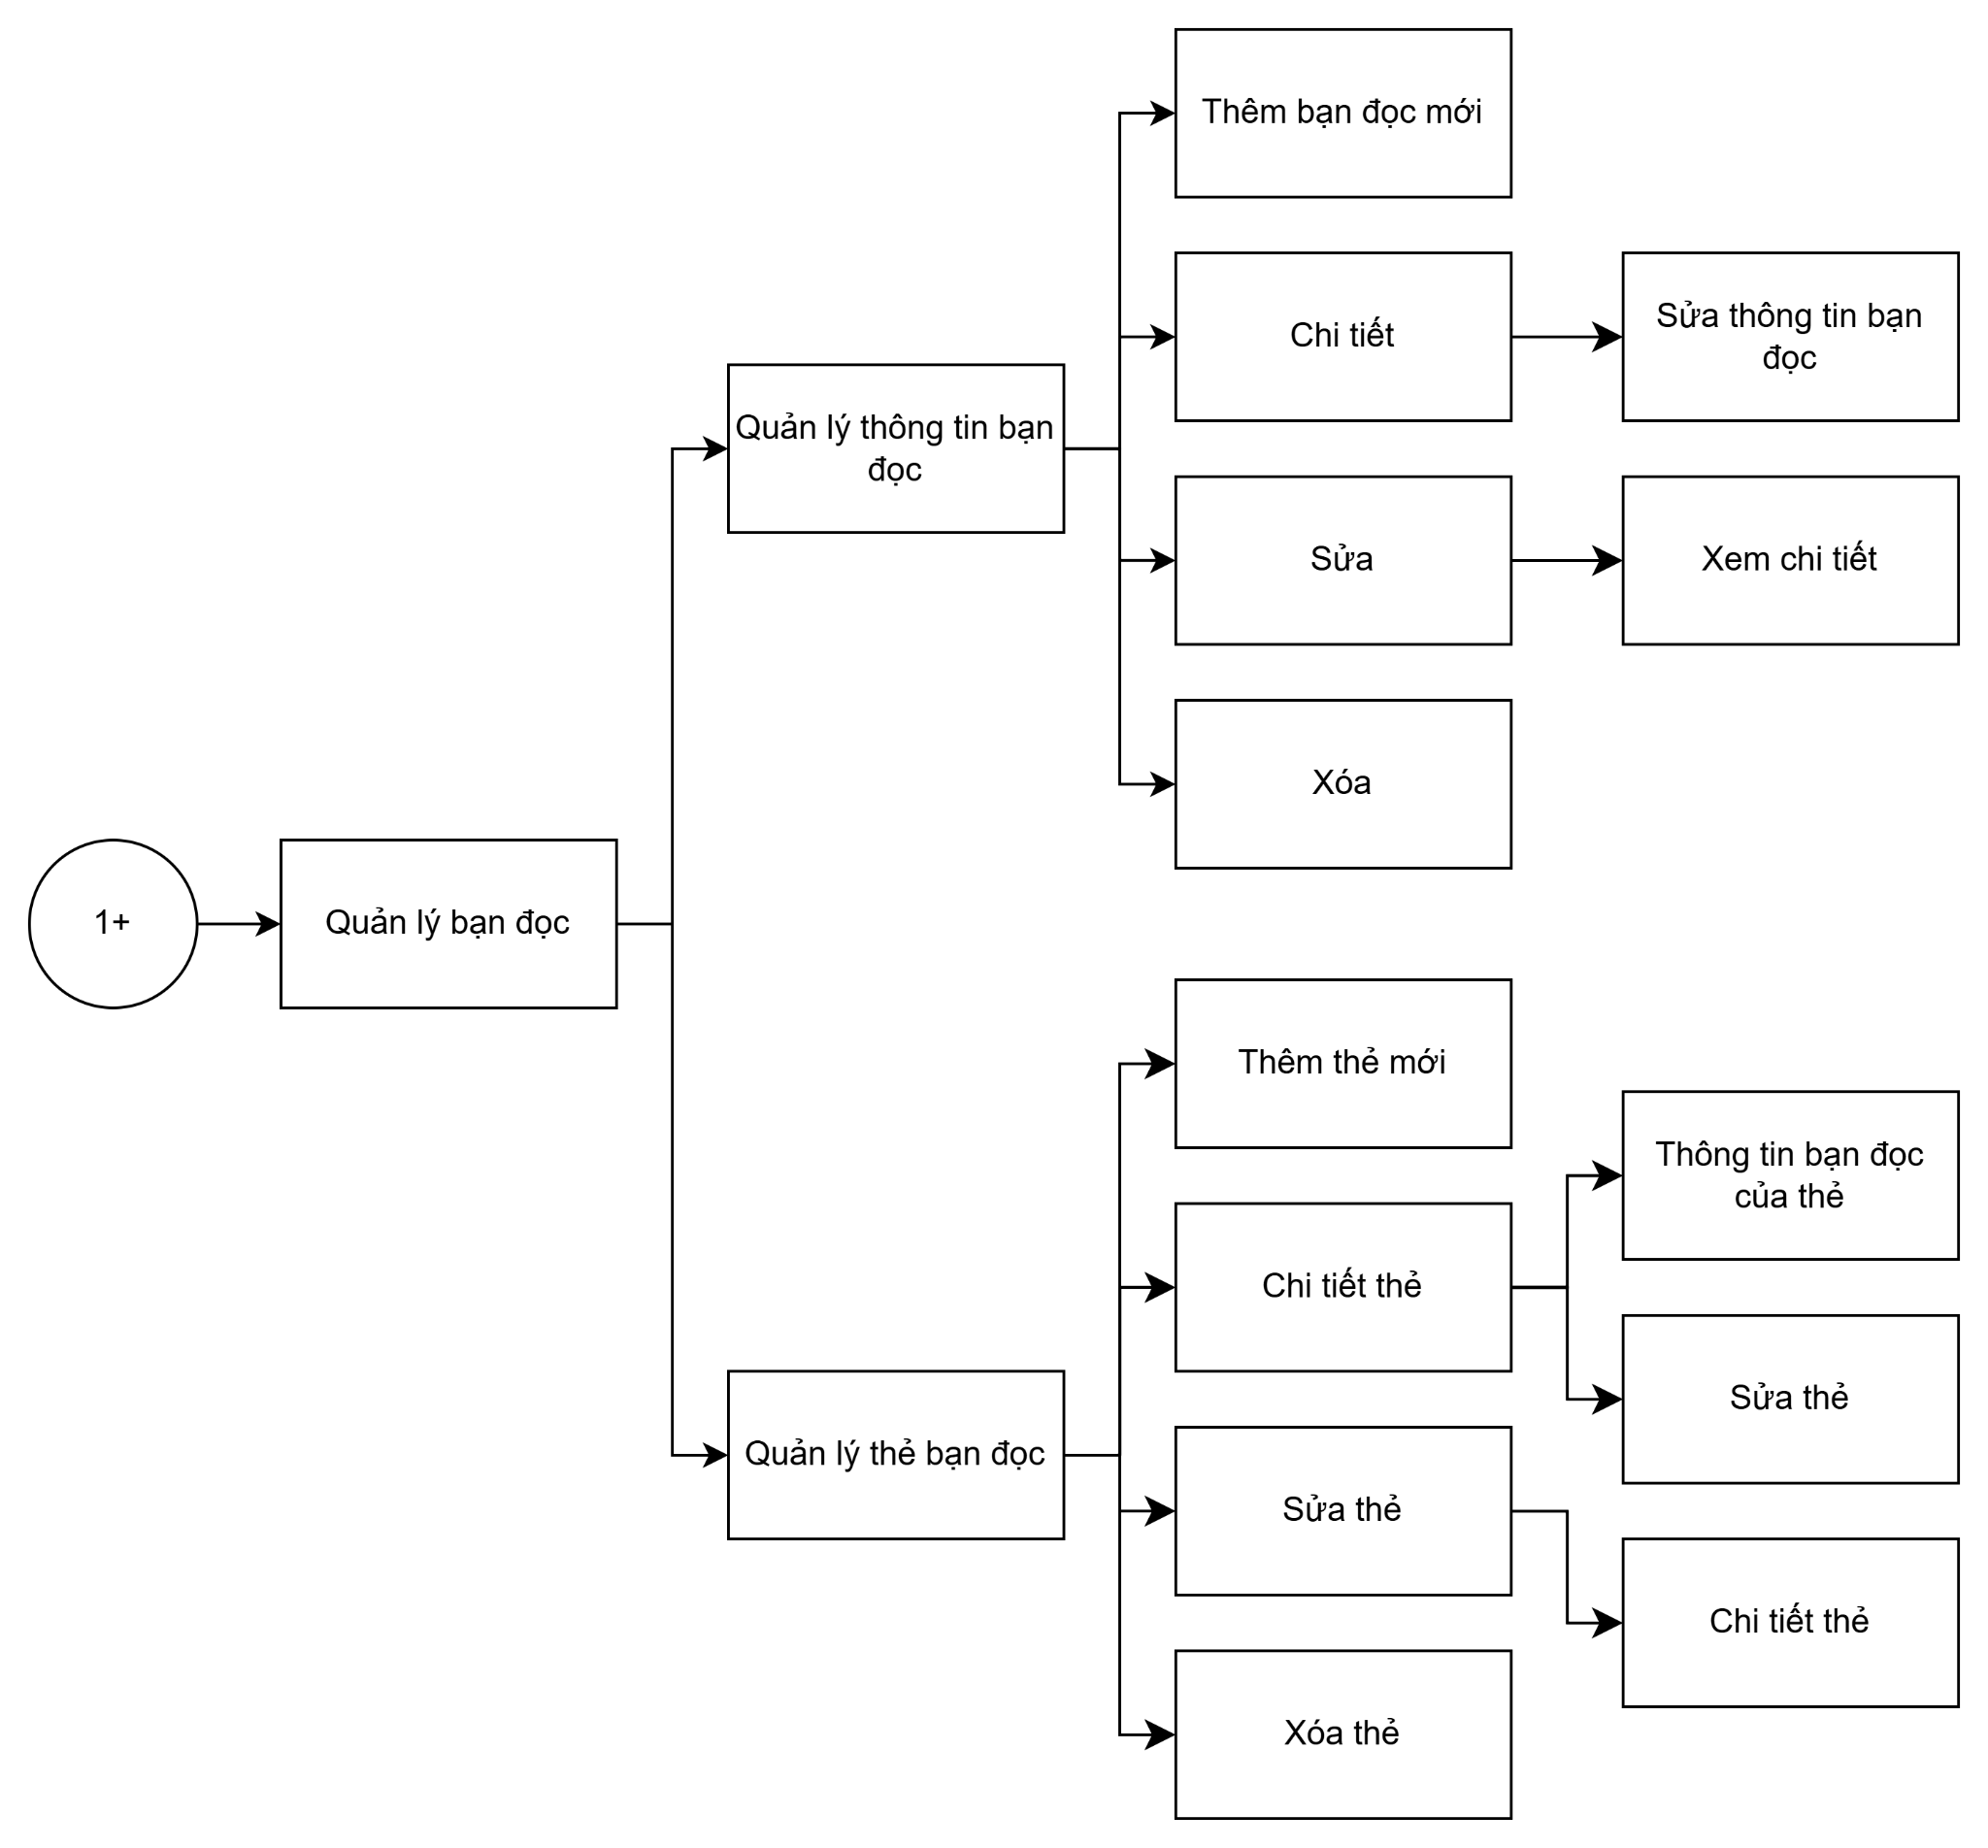 Thêm bạn đọc mới
Chi tiết
Sửa thông tin bạn
đọc
Quản lý thông tin bạn
đọc
Sửa
Xem chi tiết
Xóa
1+
Quản lý bạn đọc
Thêm thẻ mới
Thông tin bạn đọc
của thẻ
Chi tiết thẻ
Sửa thẻ
Quản lý thẻ bạn đọc
Sửa thẻ
Chi tiết thẻ
Xóa thẻ